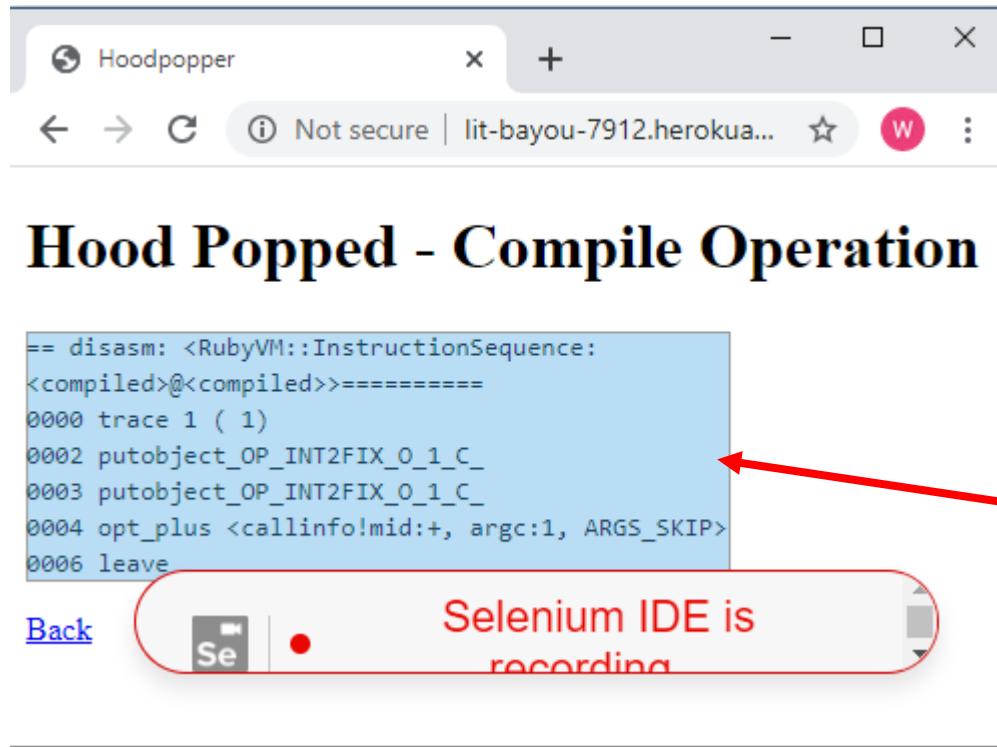 Hoodpopper
Not secure | lit-bayou-7912.herokua...
W
Hood Popped - Compile Operation
== disasm: <RubyVM::InstructionSequence:
<compiled>@<compiled>>==========
0000 trace 1 ( 1)
0002 putobject_OP_INT2FIX_O_1_C_
0003 putobject_OP_INT2FIX_O_1_C_
0004 opt_plus <callinfo!mid:+, argc:1, ARGS_SKIP>
0006 leave
Back
Se
Selenium IDE is
recording